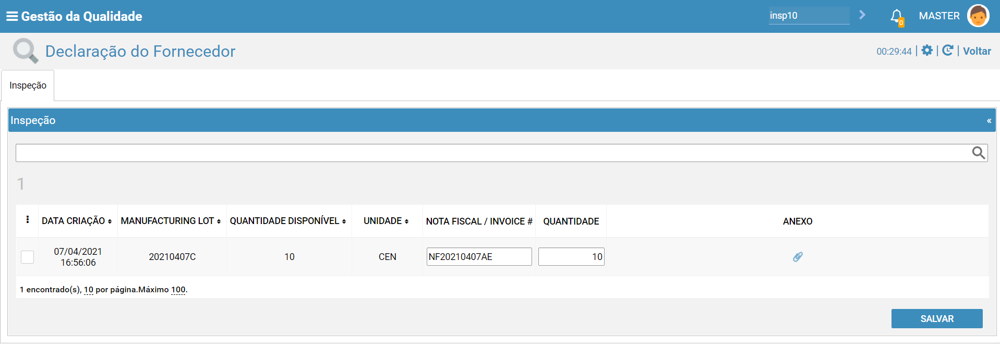 Gestão da Qualidade
insp10
0
MASTER
Declaração do Fornecedor
00:29:44 | | | Voltar
Inspeção
Inspeção «
1
DATA CRIAÇÃO MANUFACTURING LOT QUANTIDADE DISPONÍVEL UNIDADE NOTA FISCAL / INVOICE # QUANTIDADE ANEXO
07/04/2021
16:56:06
20210407C 10 CEN NF20210407AE 10
1 encontrado(s), 10 por página.Máximo 100.
SALVAR